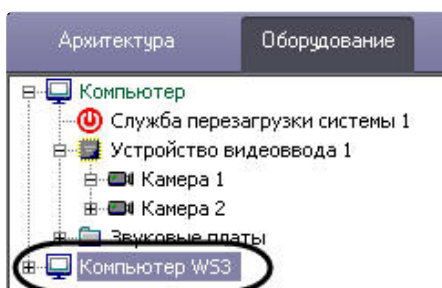 Архитектура Оборудование
Компьютер
Служба перезагрузки системы 1
Устройство видеоввода 1
Камера 1
Камера 2
Звуковые платы
Компьютер WS3